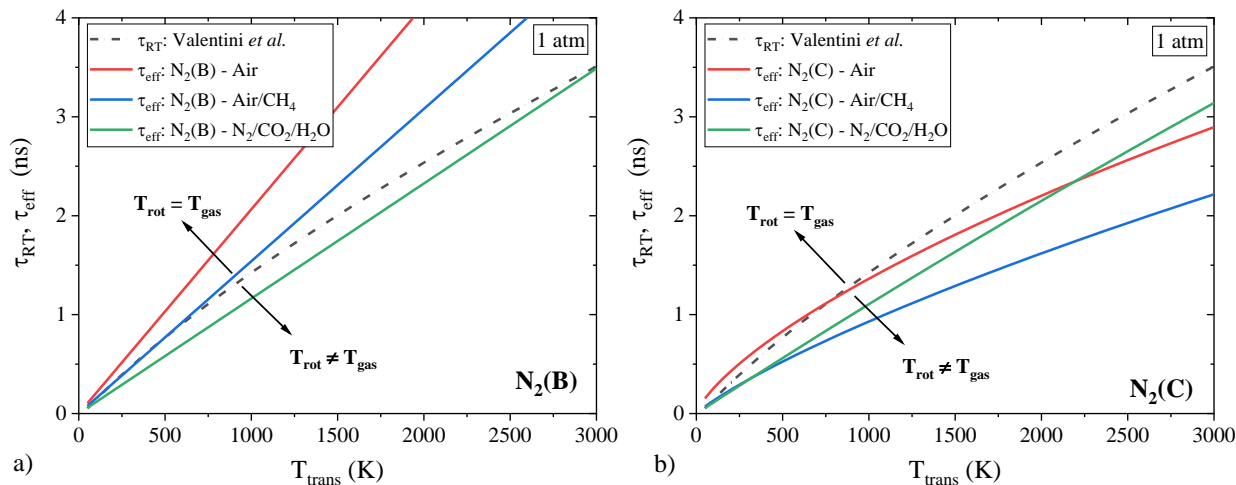 4
3
2
1
0
τRT, τeff (ns)
1 atm
τRT: Valentini et al.
τeff: N2(B) - Air
τeff: N2(B) - Air/CH4
τeff: N2(B) - N2/CO2/H2O
Trot = Tgas
Trot ≠ Tgas
N2(B)
0 500 1000 1500 2000 2500 3000
Ttrans (K)
a)
4
3
2
1
0
τRT, τeff (ns)
1 atm
τRT: Valentini et al.
τeff: N2(C) - Air
τeff: N2(C) - Air/CH4
τeff: N2(C) - N2/CO2/H2O
Trot = Tgas
Trot ≠ Tgas
N2(C)
0 500 1000 1500 2000 2500 3000
Ttrans (K)
b)